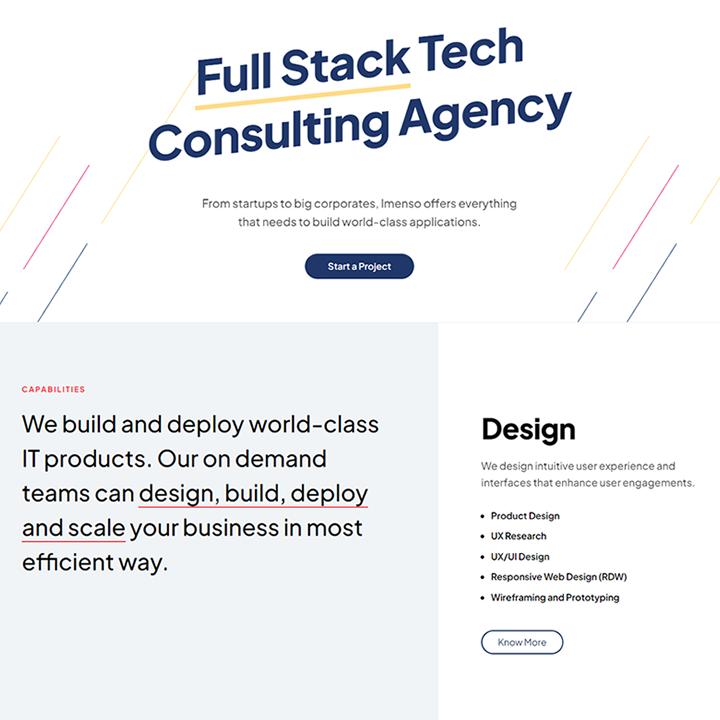 Full Stack Tech
Consulting Agency
From startups to big corporates, Imenso offers everything
that needs to build world-class applications.
Start a Project
CAPABILITIES
We build and deploy world-class
IT products. Our on demand
teams can design, build, deploy
and scale your business in most
efficient way.
Design
We design intuitive user experience and
interfaces that enhance user engagements.
• Product Design
• UX Research
• UX/UI Design
• Responsive Web Design (RDW)
• Wireframing and Prototyping
Know More